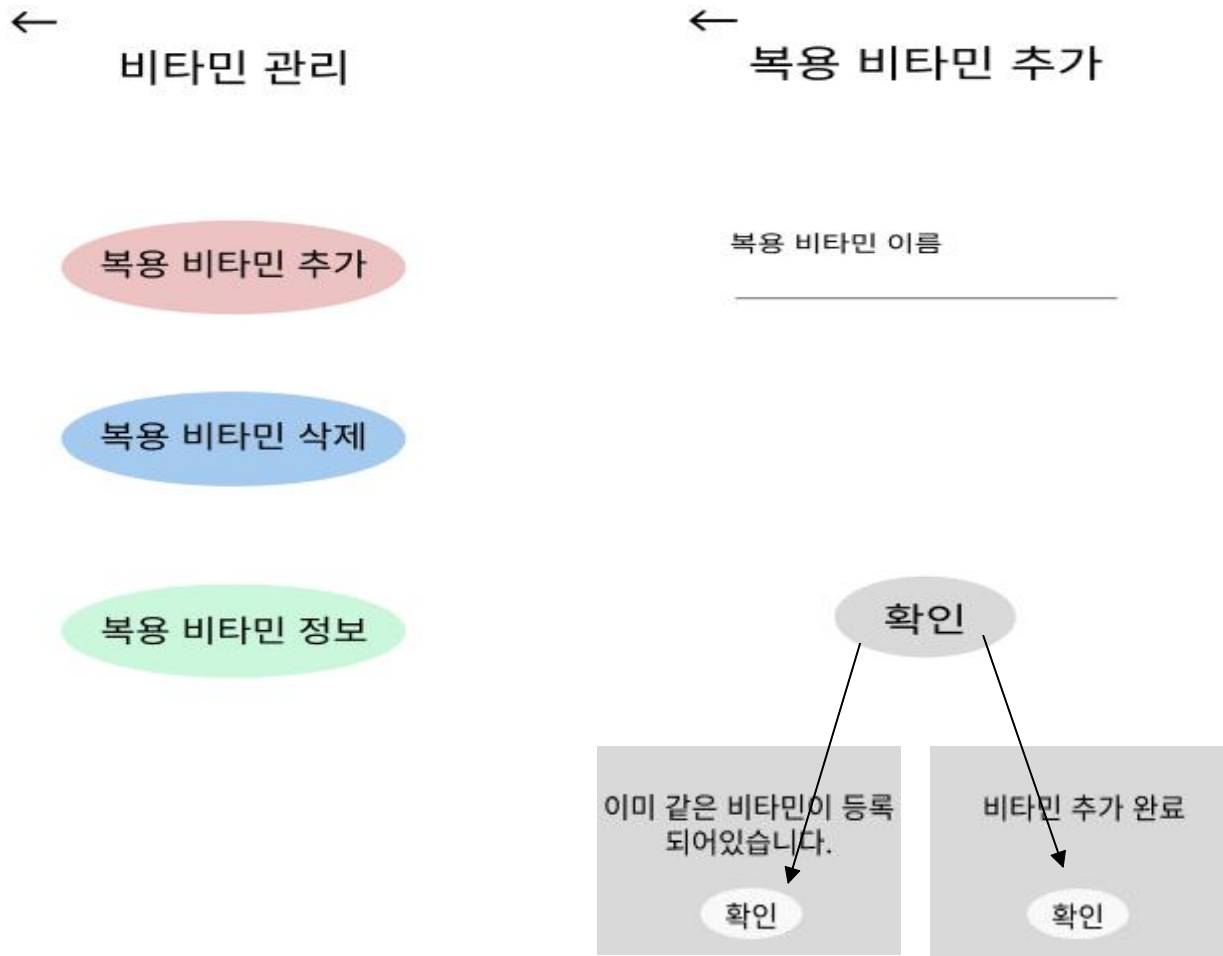 비타민 관리
복용 비타민 추가
복용 비타민 삭제
복용 비타민 정보
복용 비타민 추가
복용 비타민 이름
확인
이미 같은 비타민이 등록
되어있습니다.
확인
비타민 추가 완료
확인